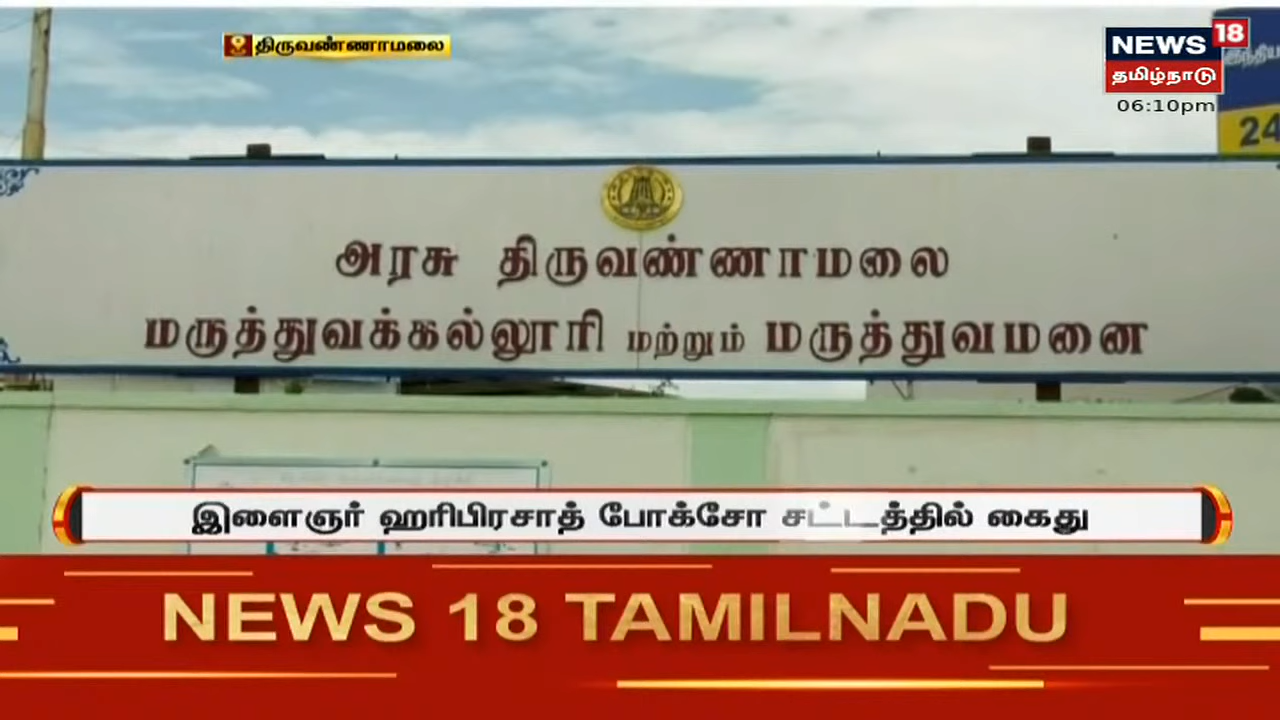 திருவண்ணாமலை
NEWS 18
தமிழ்நாடு
06:10pm
24
அரசு திருவண்ணாமலை
மருத்துவக்கல்லூரி மற்றும் மருத்துவமனை
இளைஞர் ஹரிபிரசாத் போக்சோ சட்டத்தில் கைது
NEWS 18 TAMILNADU